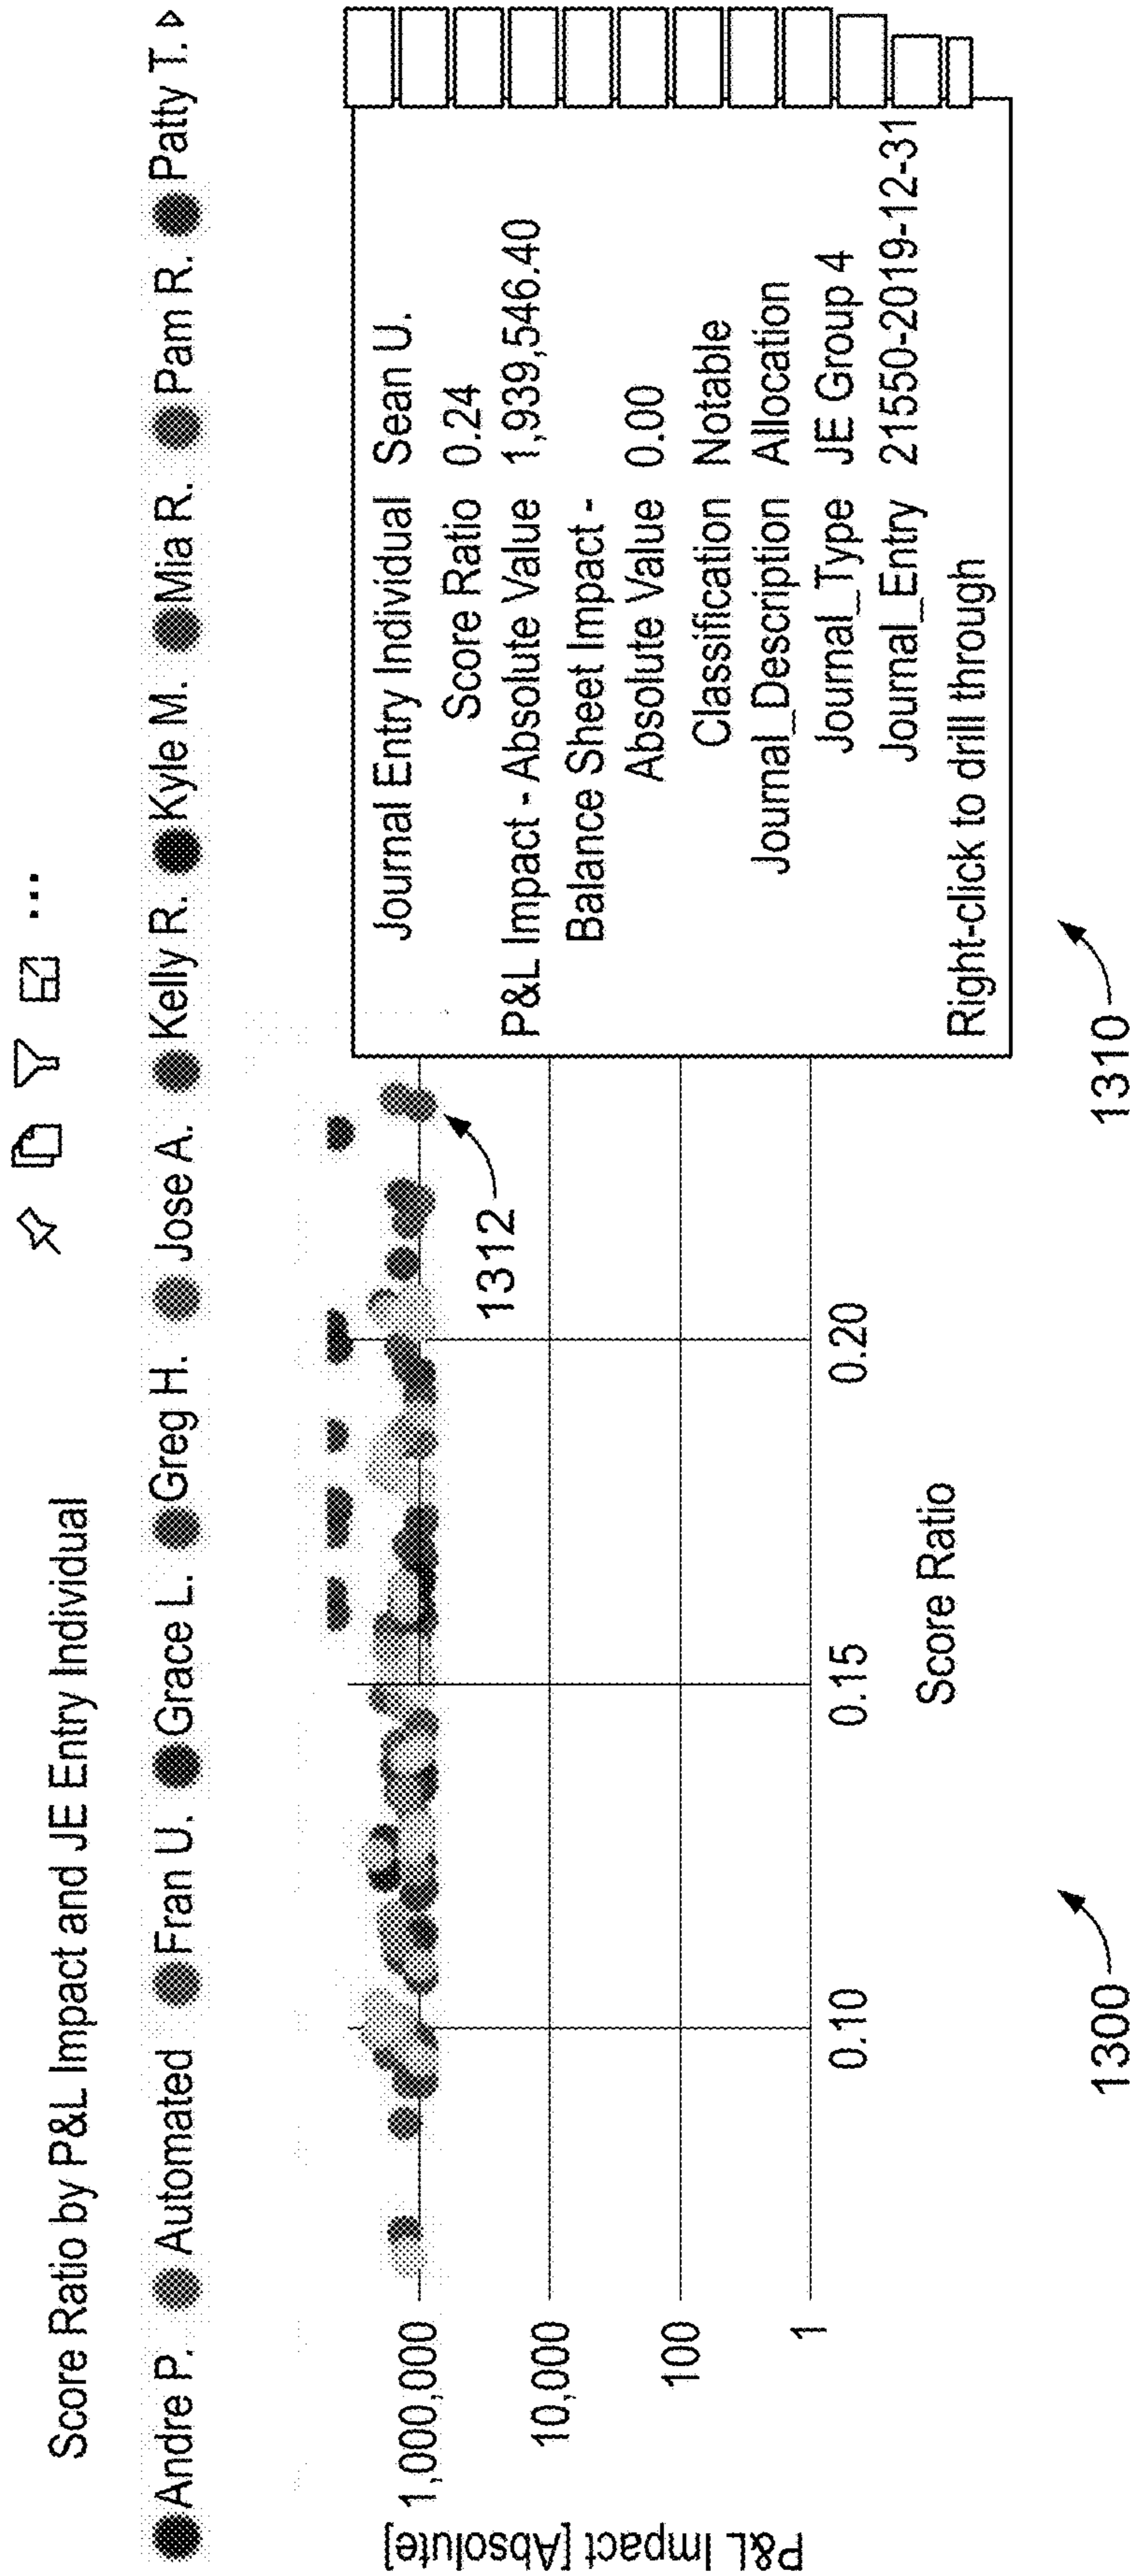 Score Ratio by P&L Impact and JE Entry Individual
...
Andre P. Automated Fran U. Grace L. Greg H. Jose A. Kelly R. Kyle M. Mia R. Pam R. Patty T.
P&L Impact [Absolute]
1,000,000
10,000
100
1
0.10
0.15
0.20
Score Ratio
1312
Journal Entry Individual Sean U.
Score Ratio 0.24
P&L Impact - Absolute Value 1,939,546.40
Balance Sheet Impact -
Absolute Value 0.00
Classification Notable
Journal_Description Allocation
Journal_Type JE Group 4
Journal_Entry 21550-2019-12-31
Right-click to drill through
1300
1310